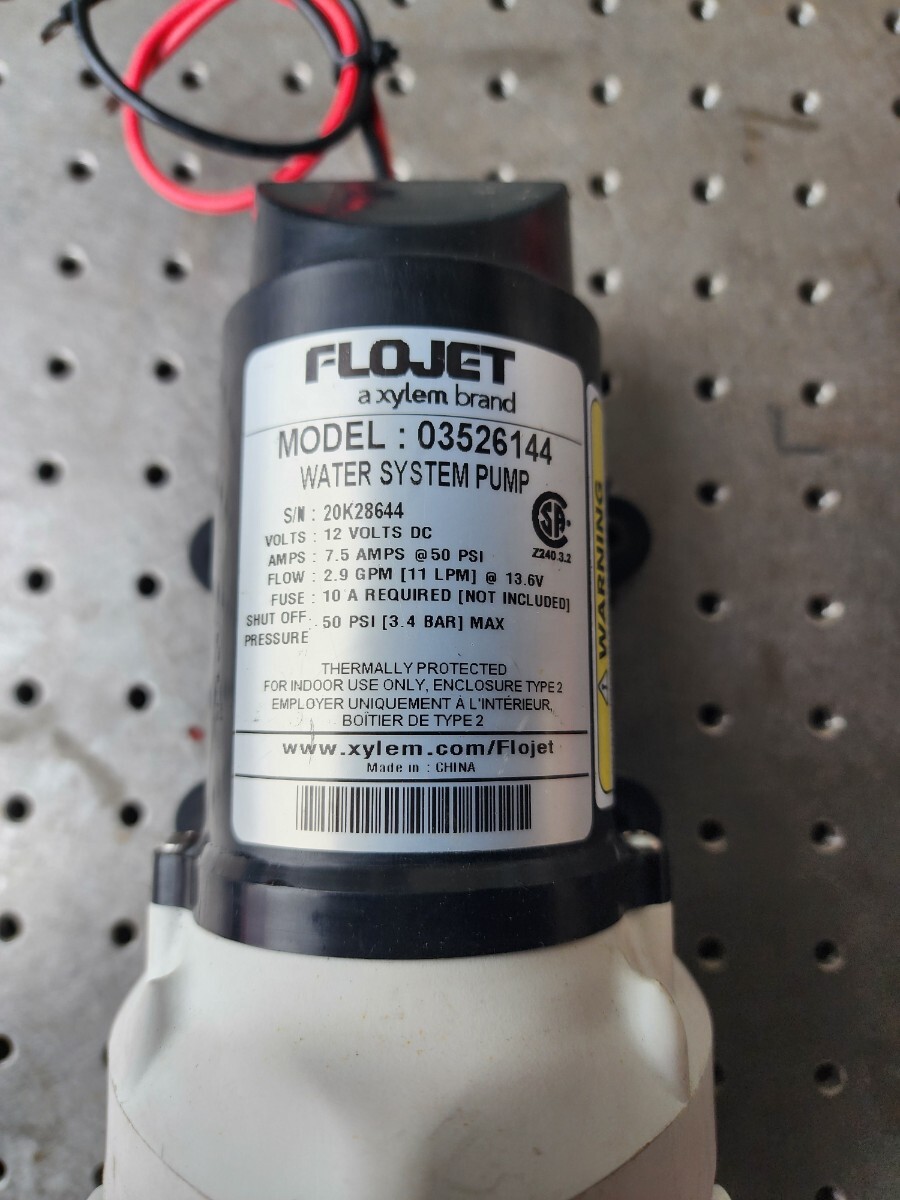 FLOJET
a xylem brand
MODEL : 03526144
WATER SYSTEM PUMP
S/N : 20K28644
VOLTS : 12 VOLTS DC
AMPS : 7.5 AMPS @50 PSI
FLOW : 2.9 GPM [11 LPM] @ 13.6V
FUSE : 10 A REQUIRED [NOT INCLUDED]
SHUT OFF PRESSURE : 50 PSI [3.4 BAR] MAX
SA
Z240.3.2
THERMALLY PROTECTED
FOR INDOOR USE ONLY, ENCLOSURE TYPE 2
EMPLOYER UNIQUEMENT À L'INTÉRIEUR,
BOÎTIER DE TYPE 2
www.xylem.com/Flojet
Made in : CHINA
WARNING